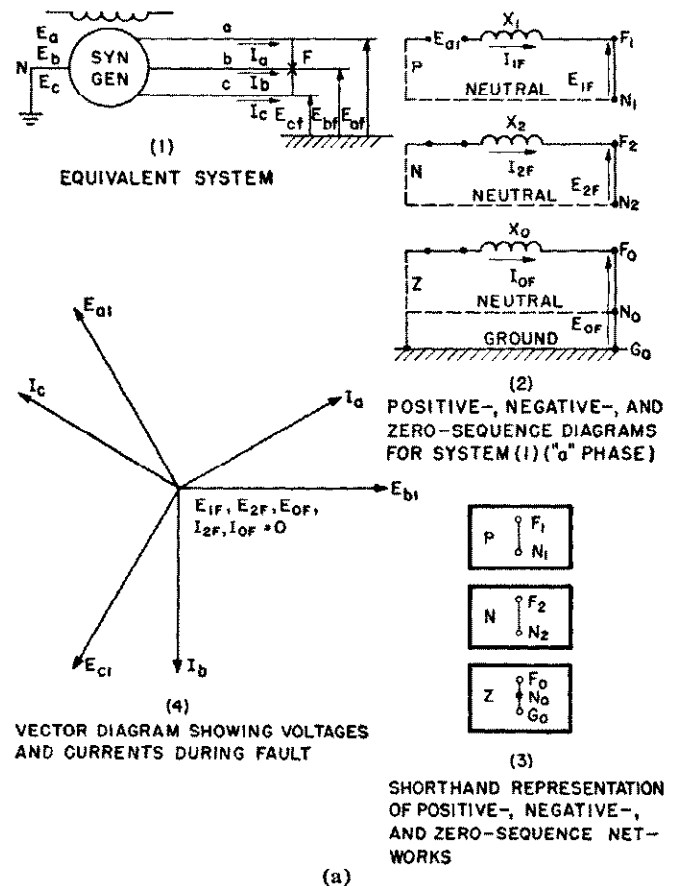 Ea
Eb
N
Ec
SYN
GEN
a
Ia
F
b
Ib
c
Ic
Ecf
Ebf
Eaf
(1)
EQUIVALENT SYSTEM
X1
Ea1
F1
I1F
P
E1F
NEUTRAL
N1
X2
F2
I2F
N
E2F
NEUTRAL
N2
X0
F0
I0F
Z
NEUTRAL
N0
E0F
GROUND
G0
(2)
POSITIVE-, NEGATIVE-, AND
ZERO-SEQUENCE DIAGRAMS
FOR SYSTEM (1) ("a" PHASE)
Ea1
Ic
Ia
Eb1
E1F, E2F, E0F,
I2F, I0F = 0
Ec1
Ib
(4)
VECTOR DIAGRAM SHOWING VOLTAGES
AND CURRENTS DURING FAULT
P
F1
N1
N
F2
N2
Z
F0
N0
G0
(3)
SHORTHAND REPRESENTATION
OF POSITIVE-, NEGATIVE-,
AND ZERO-SEQUENCE NET-
WORKS
(a)